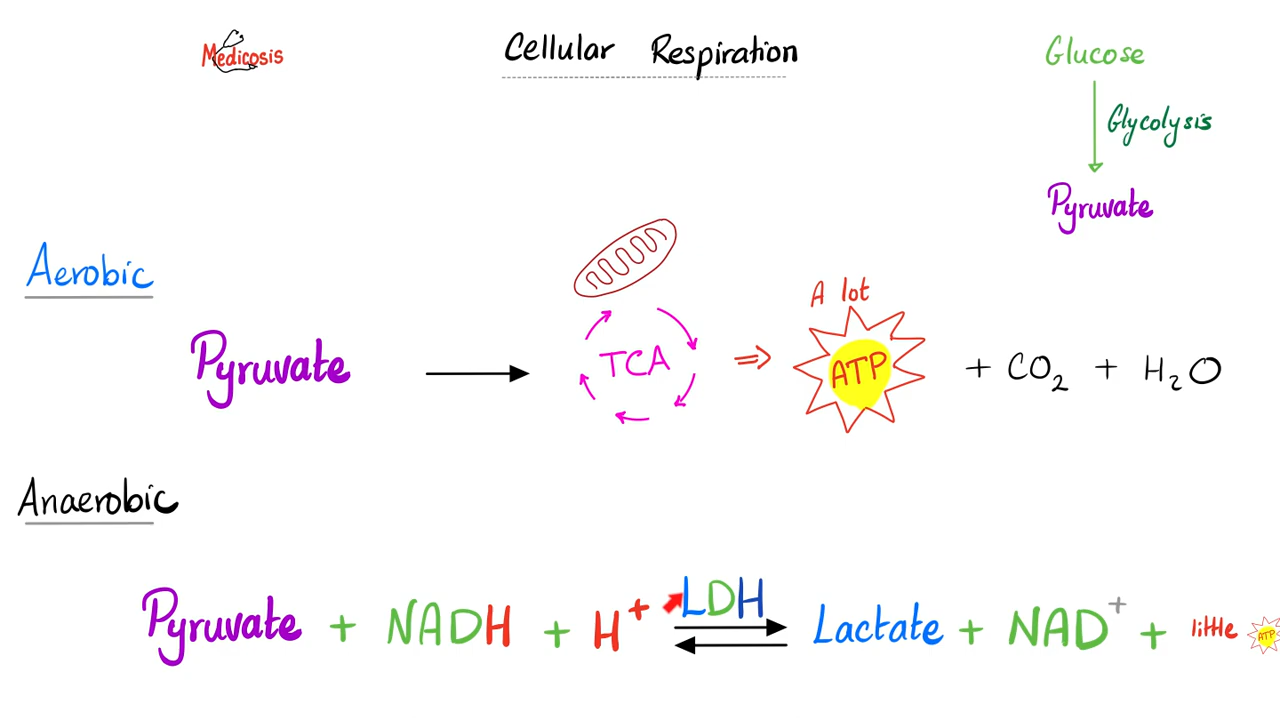 Medicosis
Cellular Respiration
Glucose
Glycolysis
Pyruvate
Aerobic
Pyruvate
TCA
A lot
ATP
+ CO₂ + H₂O
Anaerobic
Pyruvate + NADH + H⁺ LDH Lactate + NAD⁺ + little ATP